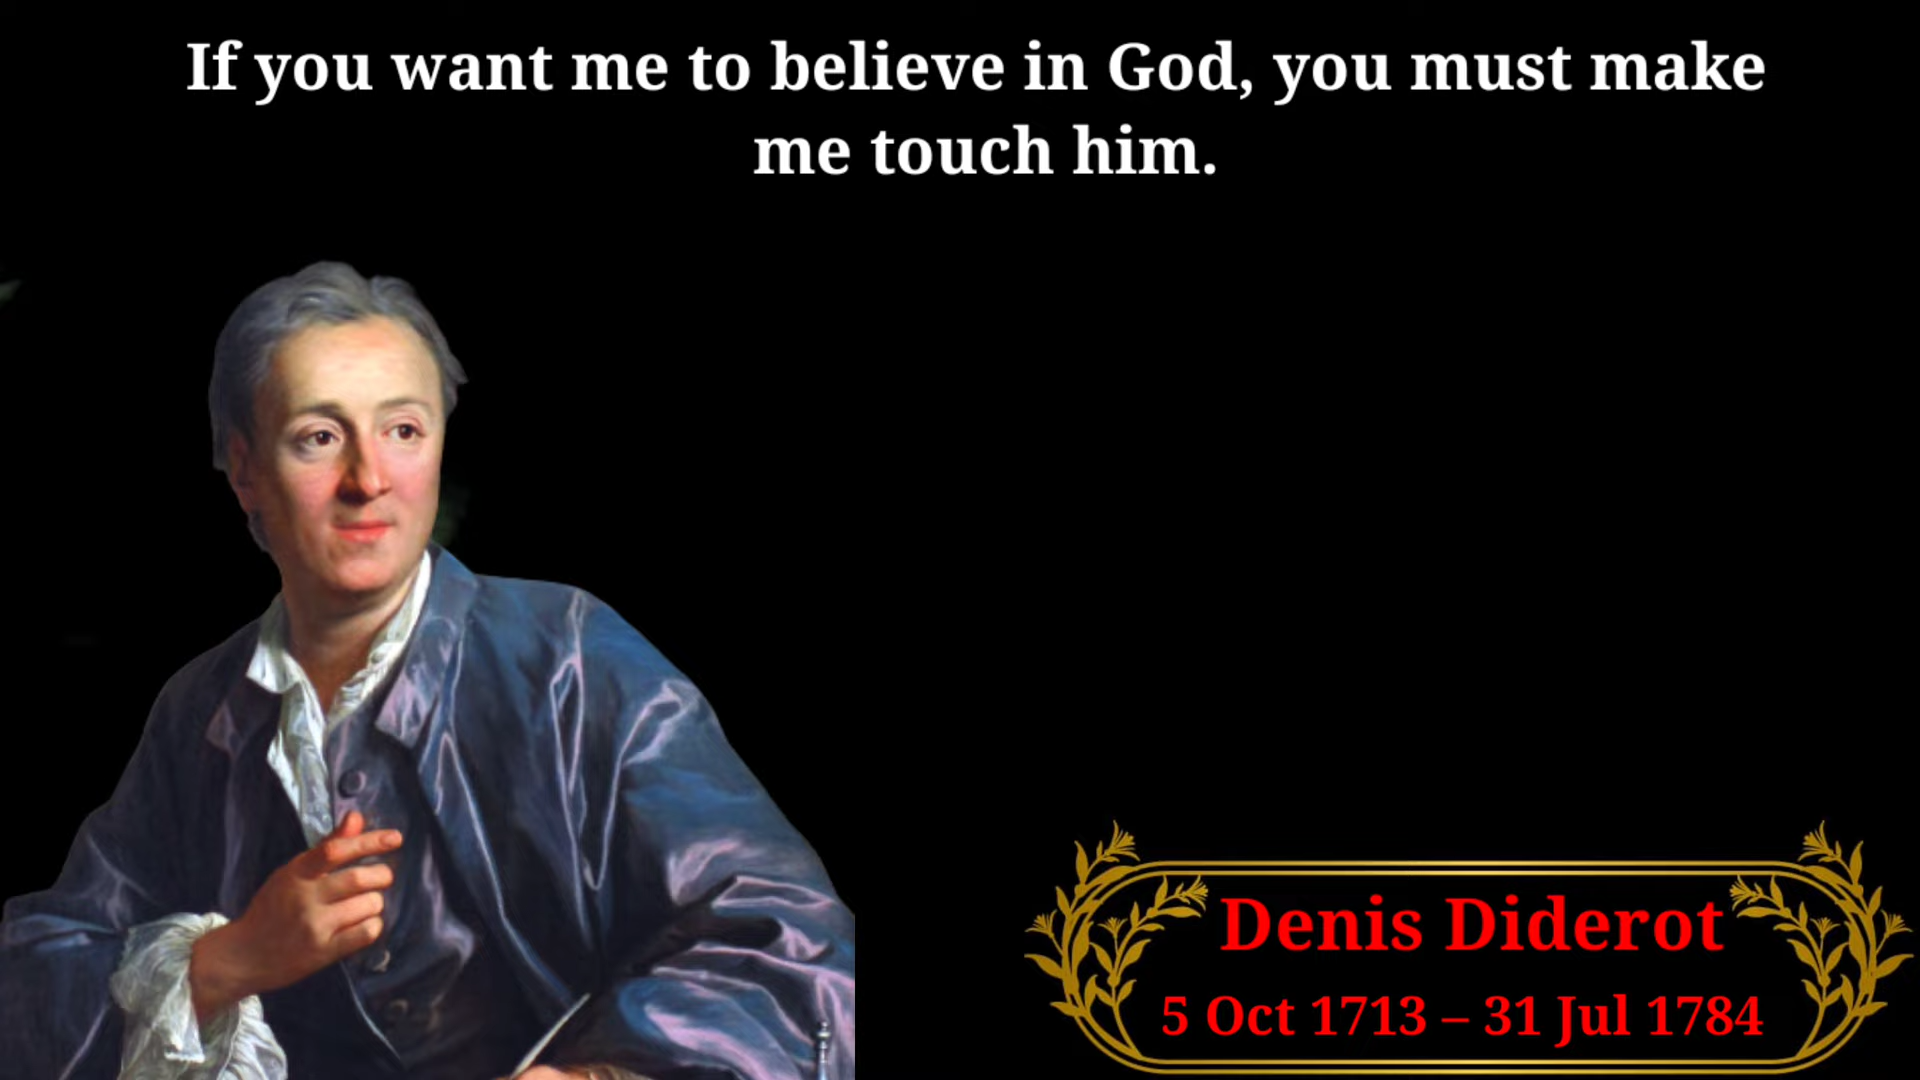 If you want me to believe in God, you must make
me touch him.
Denis Diderot
5 Oct 1713 – 31 Jul 1784